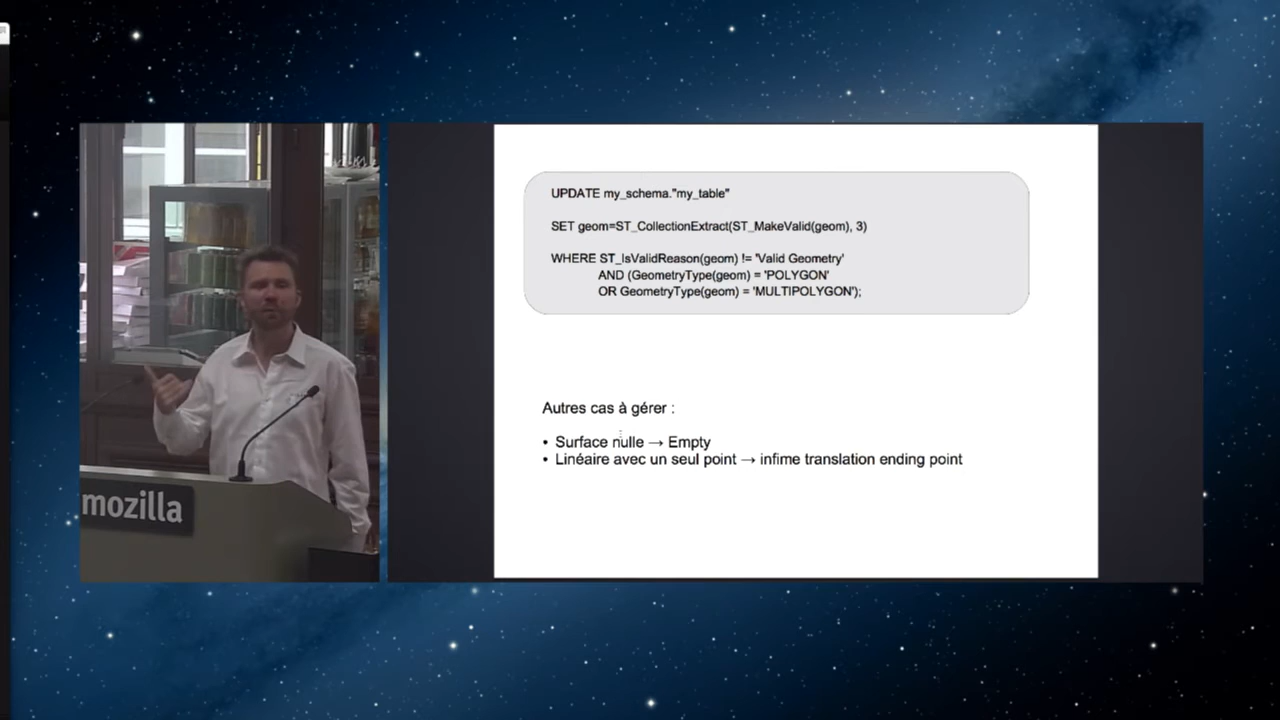 UPDATE my_schema."my_table"
SET geom=ST_CollectionExtract(ST_MakeValid(geom), 3)
WHERE ST_IsValidReason(geom) != 'Valid Geometry'
AND (GeometryType(geom) = 'POLYGON'
OR GeometryType(geom) = 'MULTIPOLYGON');
Autres cas à gérer :
• Surface nulle → Empty
• Linéaire avec un seul point → infime translation ending point
mozilla